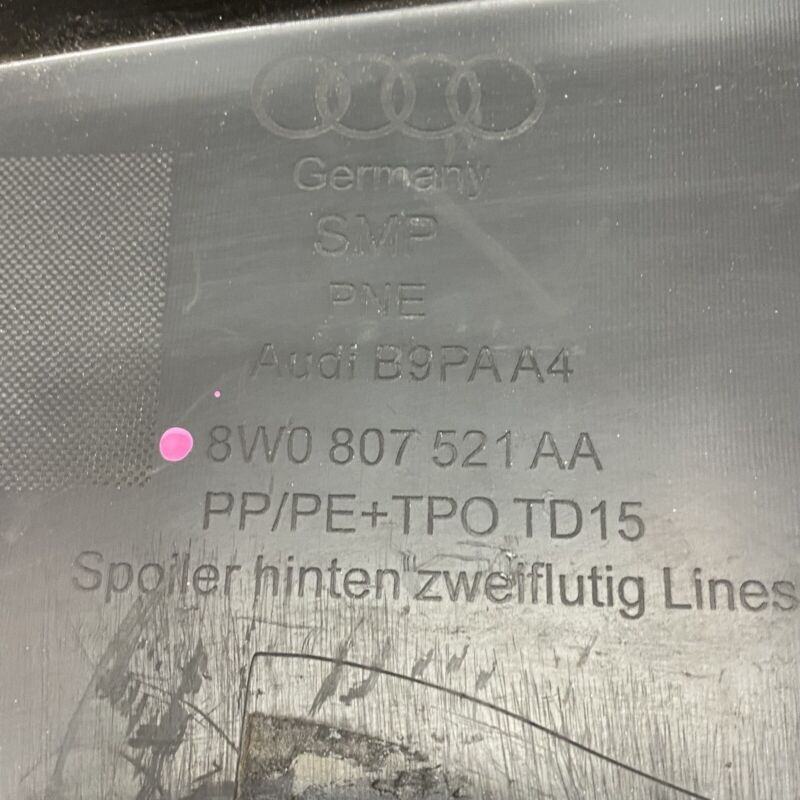 Germany
SMP
PNE
Audi B9PA A4
8W0 807 521 AA
PP/PE+TPO TD15
Spoiler hinten "zweiflutig Lines